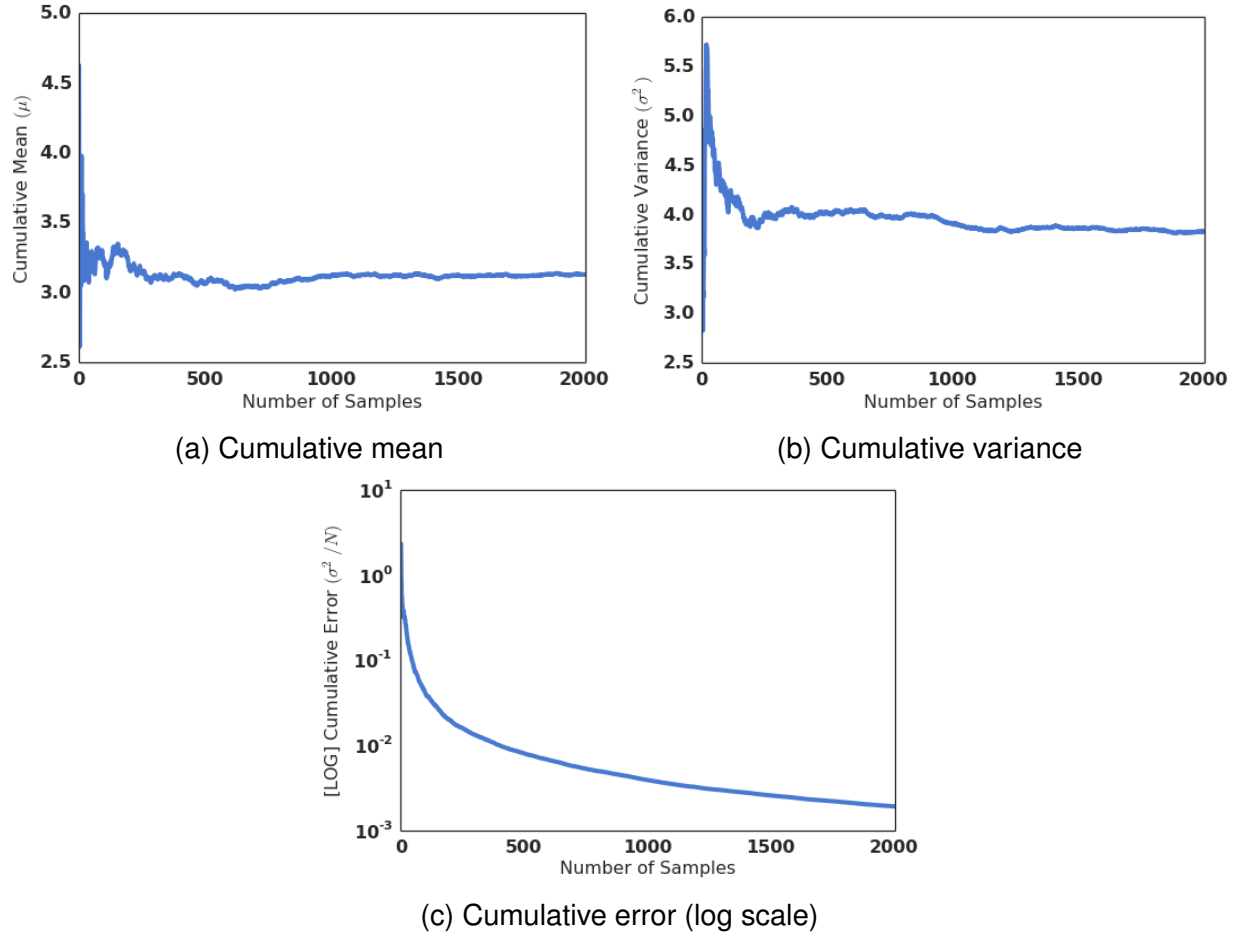 5.0
4.5
4.0
3.5
3.0
2.5
Cumulative Mean (μ)
0 500 1000 1500 2000
Number of Samples
(a) Cumulative mean
6.0
5.5
5.0
4.5
4.0
3.5
3.0
2.5
Cumulative Variance (σ²)
0 500 1000 1500 2000
Number of Samples
(b) Cumulative variance
10¹
10⁰
10⁻¹
10⁻²
10⁻³
[LOG] Cumulative Error (σ² /N)
0 500 1000 1500 2000
Number of Samples
(c) Cumulative error (log scale)